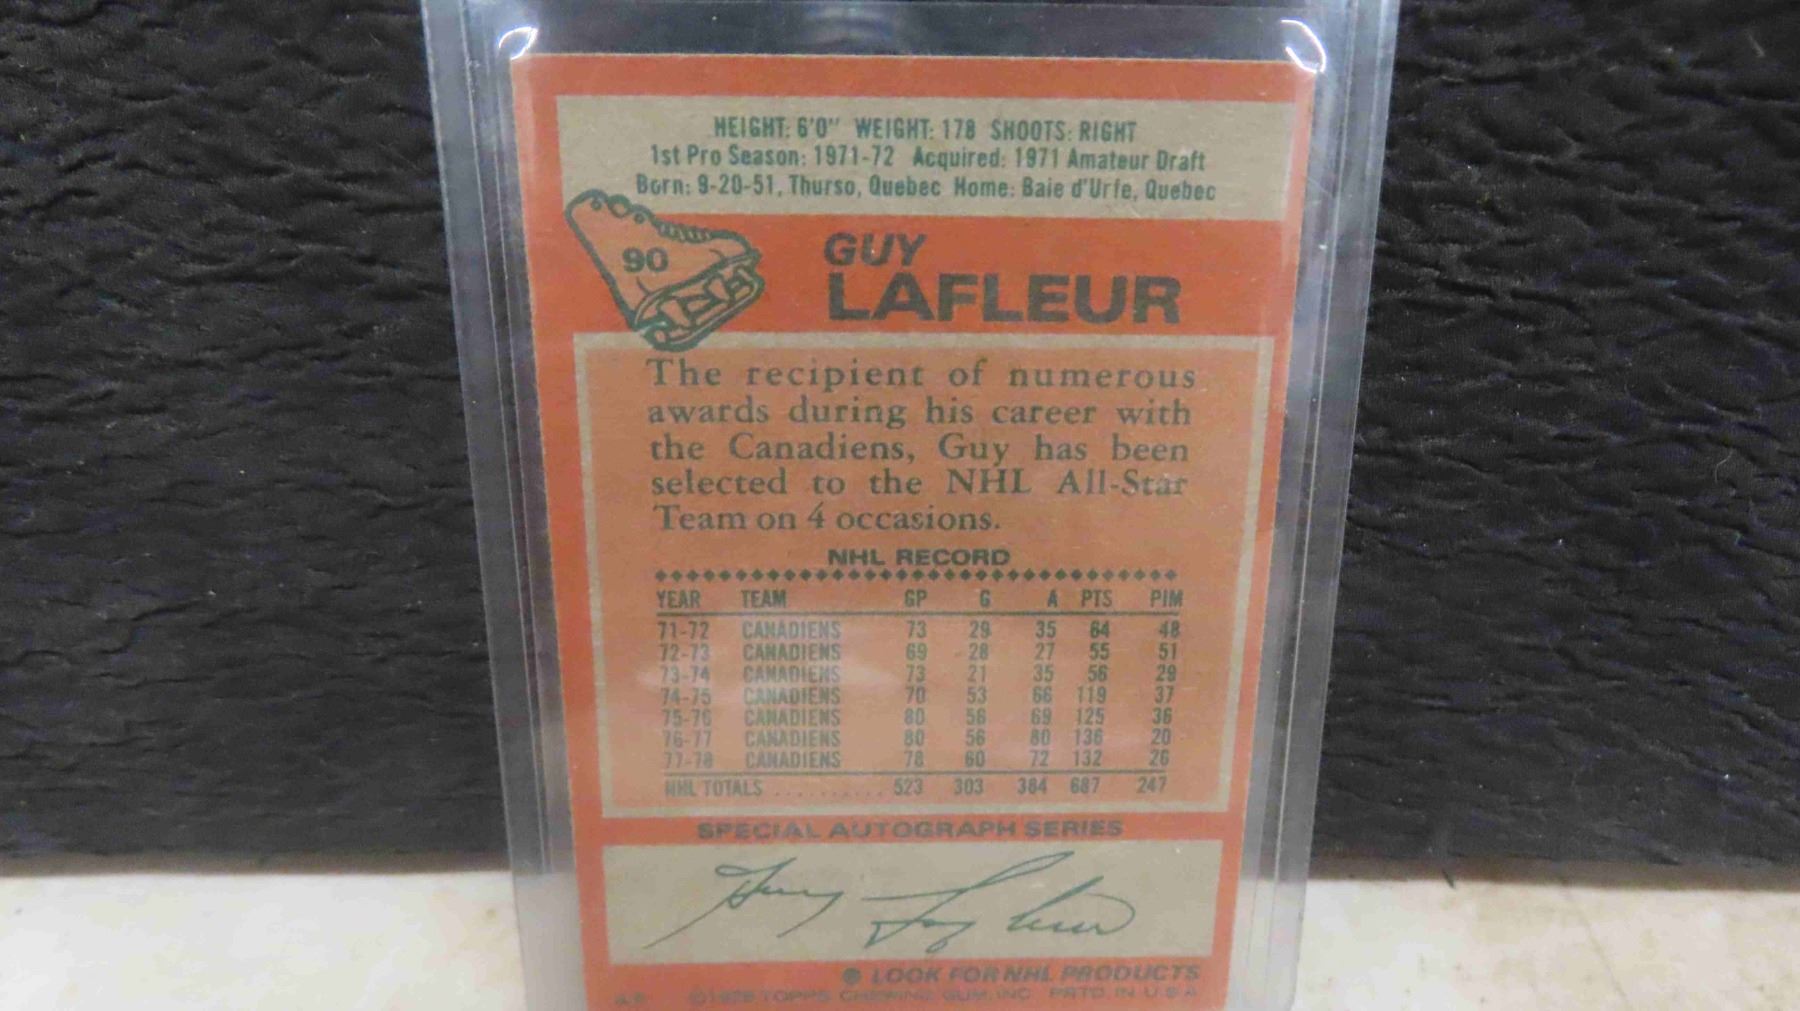 HEIGHT: 6'0" WEIGHT: 178 SHOOTS: RIGHT
1st Pro Season: 1971-72 Acquired: 1971 Amateur Draft
Born: 9-20-51, Thurso, Quebec Home: Baie d'Urfe, Quebec
90
GUY
LAFLEUR
The recipient of numerous
awards during his career with
the Canadiens, Guy has been
selected to the NHL All-Star
Team on 4 occasions.
NHL RECORD
YEAR TEAM GP G A PTS PIM
71-72 CANADIENS 73 29 35 64 48
72-73 CANADIENS 69 28 27 55 51
73-74 CANADIENS 73 21 35 56 29
74-75 CANADIENS 70 53 66 119 37
75-76 CANADIENS 80 56 69 125 36
76-77 CANADIENS 80 56 80 136 20
77-78 CANADIENS 78 60 72 132 26
NHL TOTALS ........... 523 303 384 687 247
SPECIAL AUTOGRAPH SERIES
Guy Lafleur
LOOK FOR NHL PRODUCTS
©1978 TOPPS CHEWING GUM, INC PRTD IN U S A